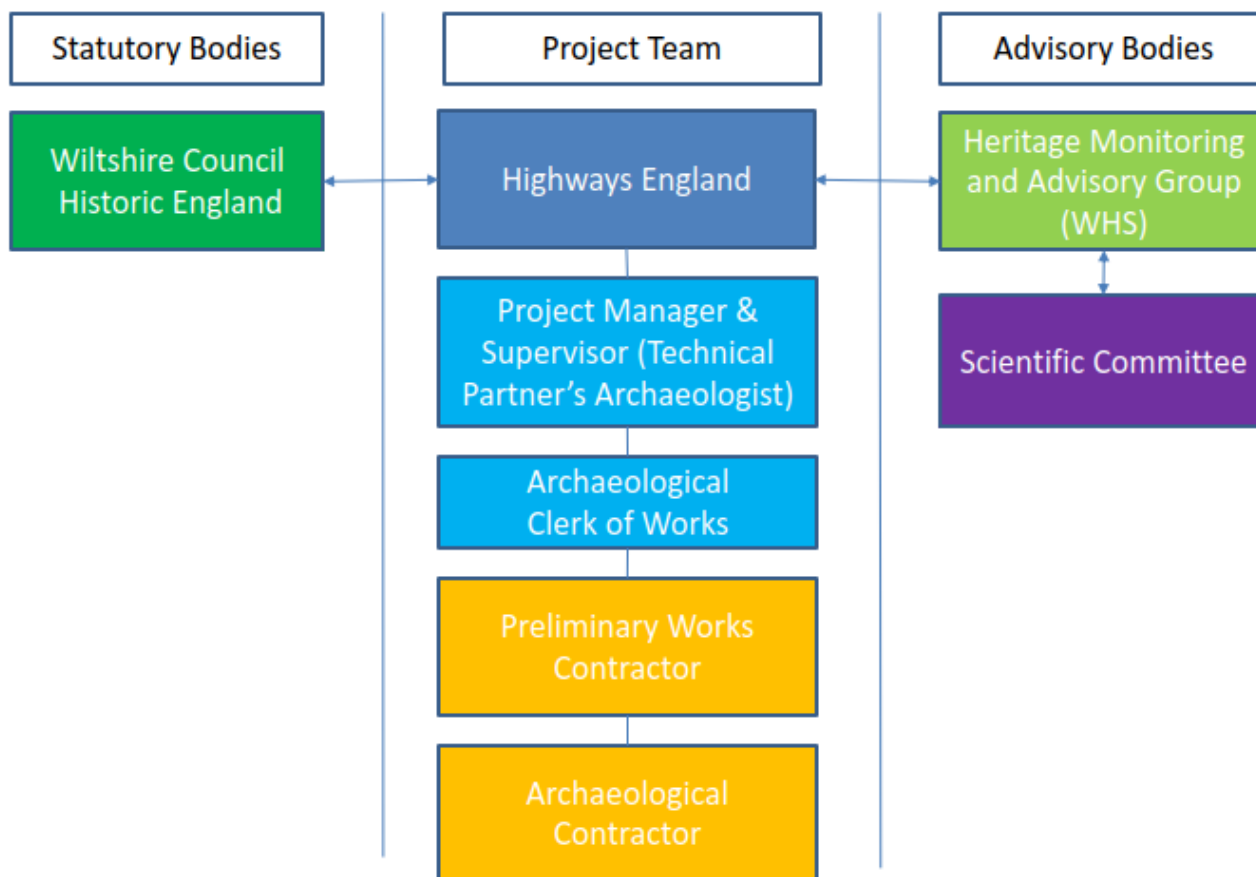 Statutory Bodies
Project Team
Advisory Bodies
Wiltshire Council
Historic England
Highways England
Heritage Monitoring
and Advisory Group
(WHS)
Project Manager &
Supervisor (Technical
Partner’s Archaeologist)
Scientific Committee
Archaeological
Clerk of Works
Preliminary Works
Contractor
Archaeological
Contractor